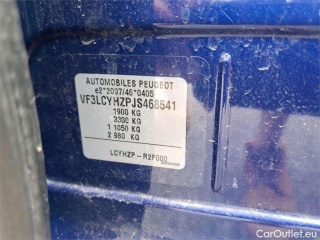 AUTOMOBILES PEUGEOT
e2*2007/46*0405
VF3LCYHZPJS468541
1900 KG
3300 KG
1 1050 KG
2 980 KG
LCYHZP - R2F000
CarOutlet.eu